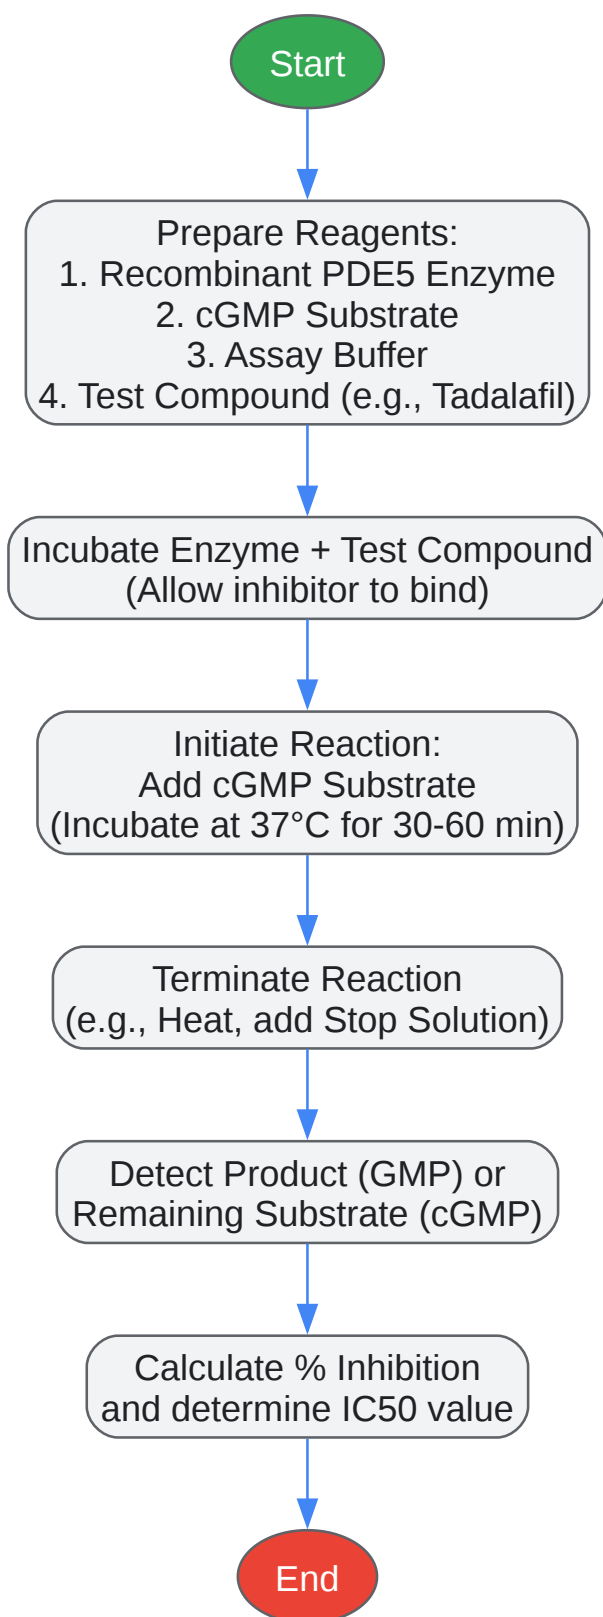 Start
Prepare Reagents:
1. Recombinant PDE5 Enzyme
2. cGMP Substrate
3. Assay Buffer
4. Test Compound (e.g., Tadalafil)
Incubate Enzyme + Test Compound
(Allow inhibitor to bind)
Initiate Reaction:
Add cGMP Substrate
(Incubate at 37°C for 30-60 min)
Terminate Reaction
(e.g., Heat, add Stop Solution)
Detect Product (GMP) or
Remaining Substrate (cGMP)
Calculate % Inhibition
and determine IC50 value
End